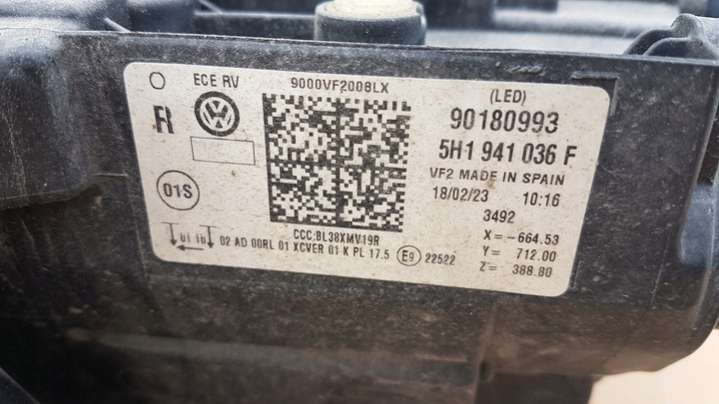 ECE RV
9000VF2008LX
(LED)
R
90180993
5H1 941 036 F
VF2 MADE IN SPAIN
01S
18/02/23 10:16
3492
CCC:BL38XMV19R
X= -664.53
02 AD 00RL 01 XCVER 01 K PL 17.5 E9 22522
Y= 712.00
Z= 388.80